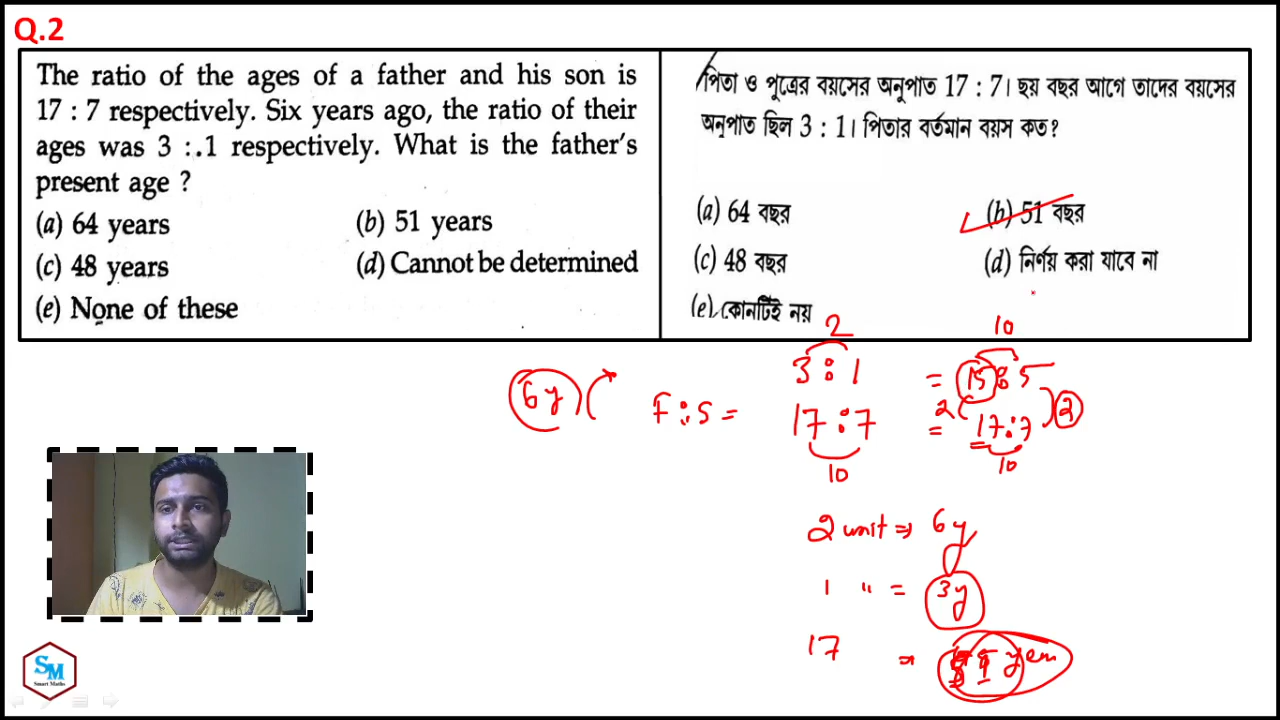 Q.2
The ratio of the ages of a father and his son is
17 : 7 respectively. Six years ago, the ratio of their
ages was 3 :.1 respectively. What is the father's
present age ?
(a) 64 years
(b) 51 years
(c) 48 years
(d) Cannot be determined
(e) None of these
পিতা ও পুত্রের বয়সের অনুপাত 17 : 7। ছয় বছর আগে তাদের বয়সের
অনুপাত ছিল 3 : 1। পিতার বর্তমান বয়স কত?
(a) 64 বছর
(b) 51 বছর
(c) 48 বছর
(d) নির্ণয় করা যাবে না
(e) কোনটিই নয়
2
10
3 : 1 = 15 : 5
6y
F : S = 17 : 7 = 17 : 7
2
2
10
10
2 unit ⇒ 6y
1 " = 3y
17 ⇒
SM
Smart Maths